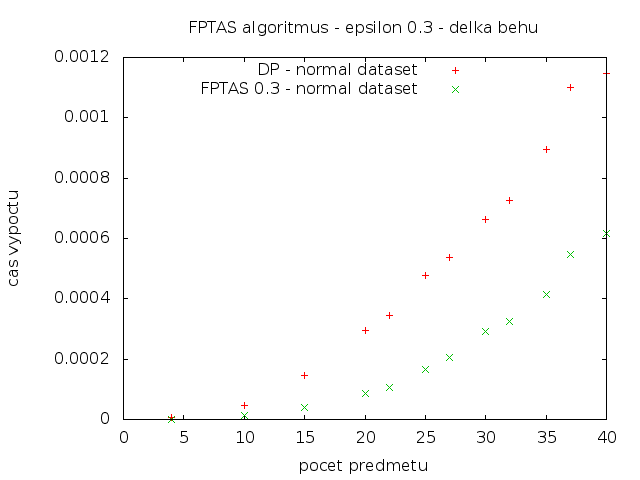 FPTAS algoritmus - epsilon 0.3 - delka behu
DP - normal dataset
FPTAS 0.3 - normal dataset
0.0012
0.001
0.0008
0.0006
0.0004
0.0002
0
cas vypoctu
0 5 10 15 20 25 30 35 40
pocet predmetu